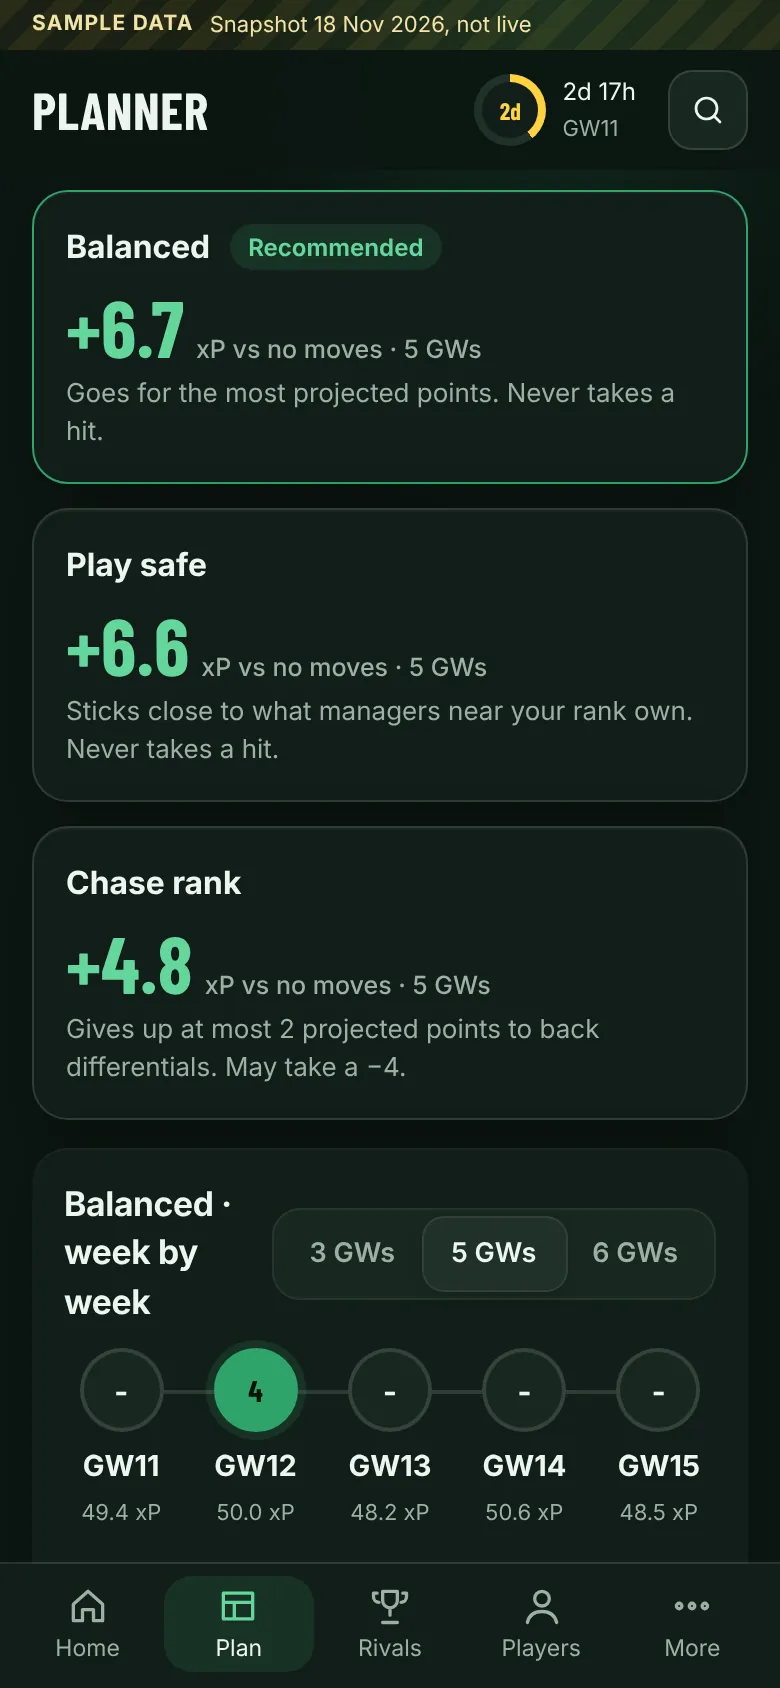 SAMPLE DATA Snapshot 18 Nov 2026, not live
PLANNER
2d
2d 17h
GW11
Balanced Recommended
+6.7 xP vs no moves · 5 GWs
Goes for the most projected points. Never takes a
hit.
Play safe
+6.6 xP vs no moves · 5 GWs
Sticks close to what managers near your rank own.
Never takes a hit.
Chase rank
+4.8 xP vs no moves · 5 GWs
Gives up at most 2 projected points to back
differentials. May take a −4.
Balanced ·
week by
week
3 GWs 5 GWs 6 GWs
- 4 - - -
GW11 GW12 GW13 GW14 GW15
49.4 xP 50.0 xP 48.2 xP 50.6 xP 48.5 xP
Home Plan Rivals Players More